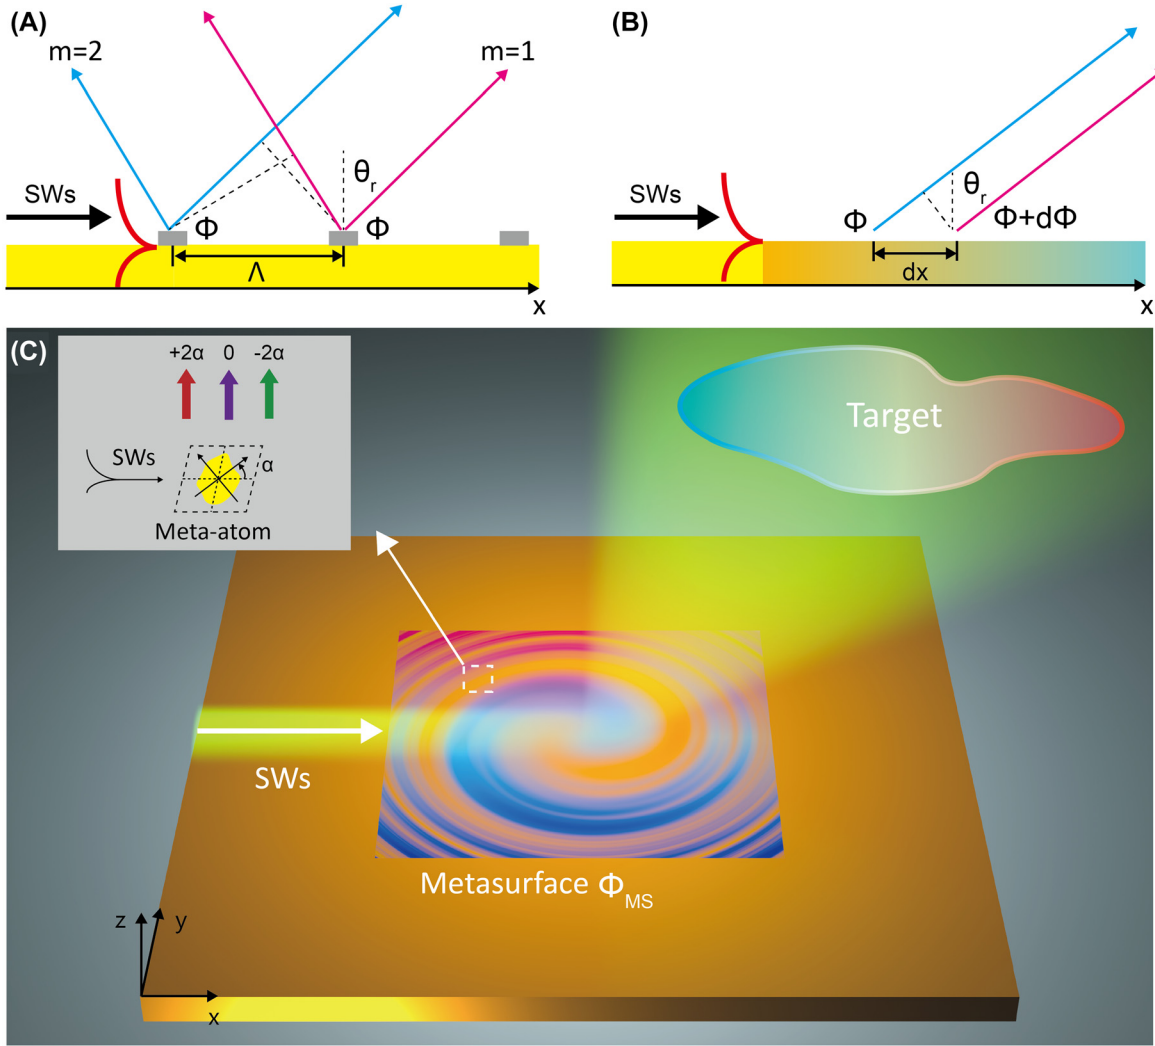 (A)
m=2
m=1
θr
SWs
Φ
Φ
Λ
x
(B)
SWs
θr
Φ
Φ+dΦ
dx
x
(C)
+2α 0 -2α
SWs
α
Meta-atom
Target
SWs
Metasurface ΦMS
z
y
x